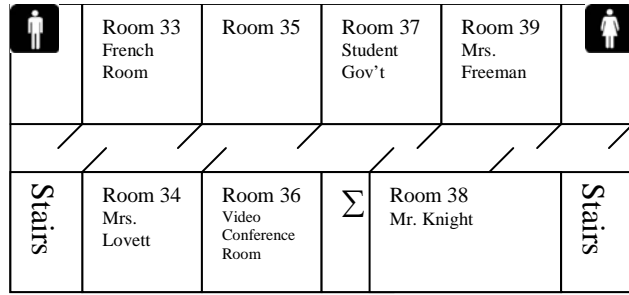 Room 33
French
Room
Room 35
Room 37
Student
Gov't
Room 39
Mrs.
Freeman
Stairs
Room 34
Mrs.
Lovett
Room 36
Video
Conference
Room
Σ
Room 38
Mr. Knight
Stairs